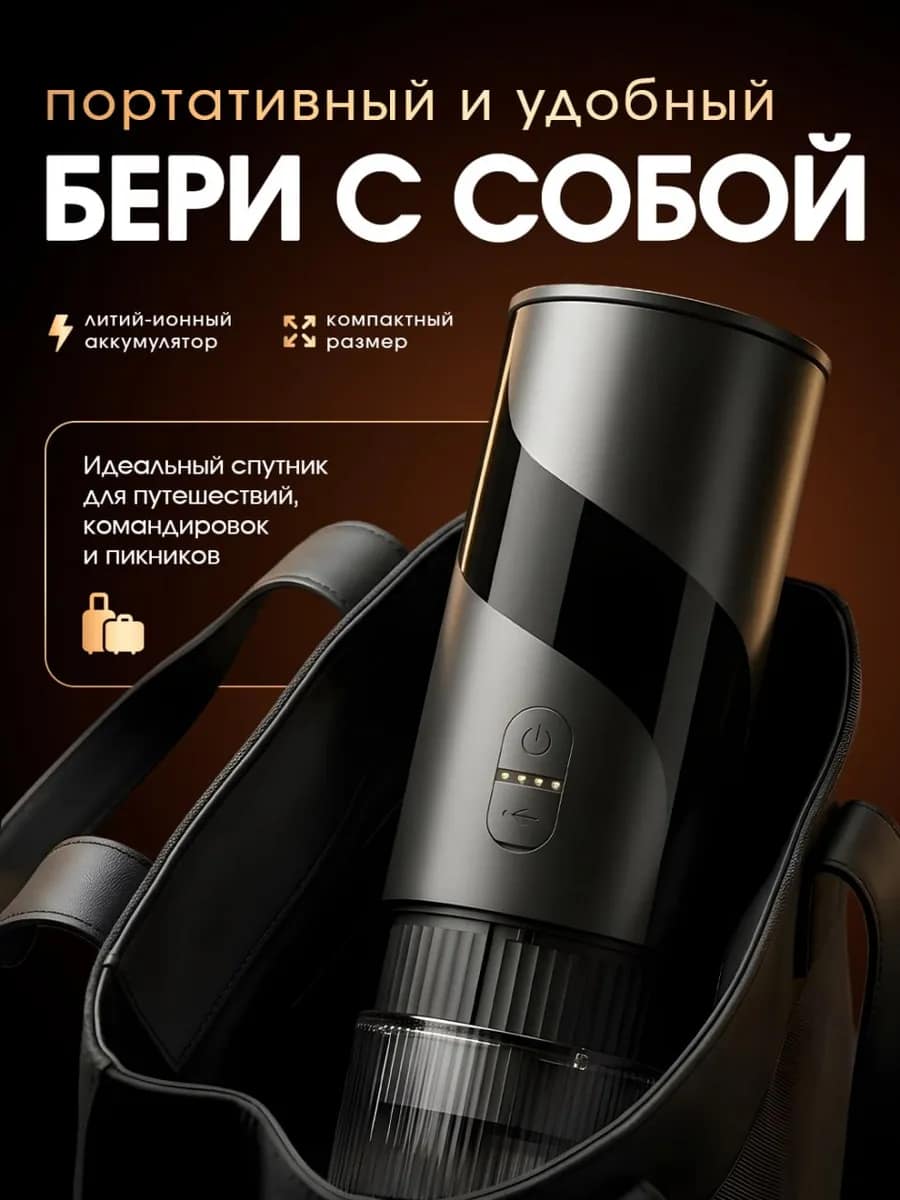 портативный и удобный
БЕРИ С СОБОЙ
литий-ионный
аккумулятор
компактный
размер
Идеальный спутник
для путешествий,
командировок
и пикников